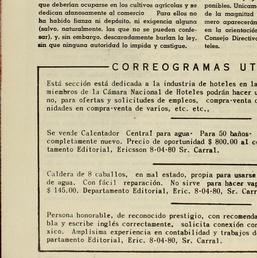 que deberían ocuparse en los cultivos agrícolas y se
dedican afanosamente al comercio Para ellos no
ha habido fianza ni depósito, ni exigencia alguna
(salvo, naturalmente, las que no se pueden confe-
sar), y, sin embargo, descaradamente burlan la ley,
sin que ninguna autoridad lo impida y castigue.
ponibles. Unicam
de la magnitud
mero aparecerán
en la orientación
Consejo Directivo
teles.
CORREOGRAMAS UT
Está sección está dedicada a la industria de hoteles en la
miembros de la Cámara Nacional de Hoteles podrán hacer u
no, para ofertas y solicitudes de empleos, compra-venta d
nidades en compra-venta de varios, etc. etc.,
Se vende Calentador Central para agua. Para 50 baños.
completamente nuevo. Precio de oportunidad $ 800.00 al co
tamento Editorial, Ericsson 8-04-80 Sr. Carral.
Caldera de 8 caballos, en mal estado, propia para usarse
de agua. Con fácil reparación. No sirve para hacer vap
$ 145.00. Departamento Editorial, Eric. 8-04-80, Sr. Carr
Persona honorable, de reconocido prestigio, con recomenda
bla y escribe inglés correctamente, solicita conexión con
xico. Amplísima experiencia en contabilidad y trabajos d
partamento Editorial, Eric. 8-04-80, Sr. Carral.